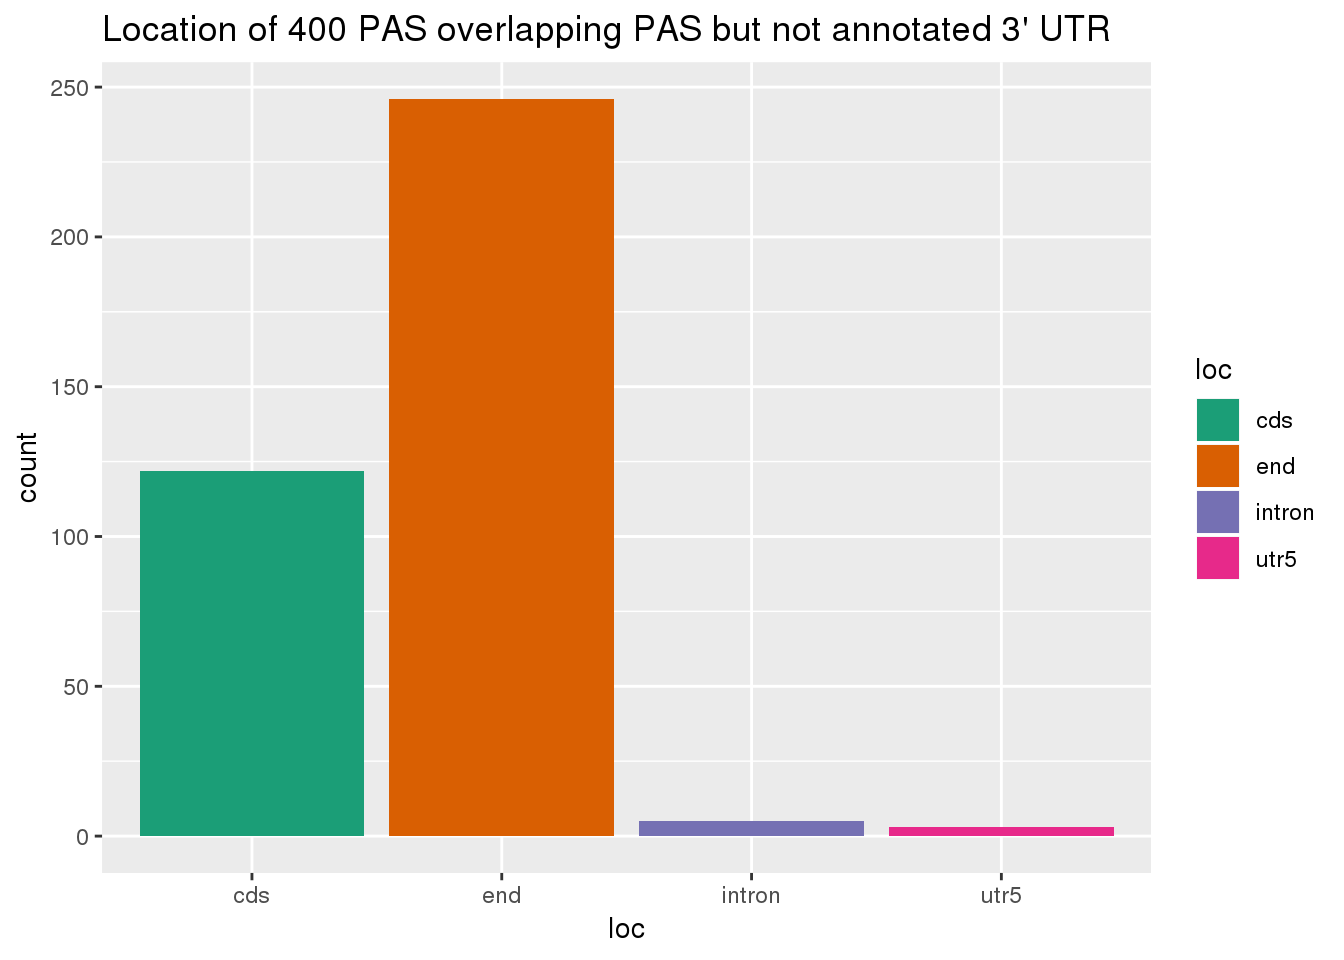 Location of 400 PAS overlapping PAS but not annotated 3' UTR
250
200
150
100
50
0
count
cds
end
intron
utr5
loc
loc
cds
end
intron
utr5